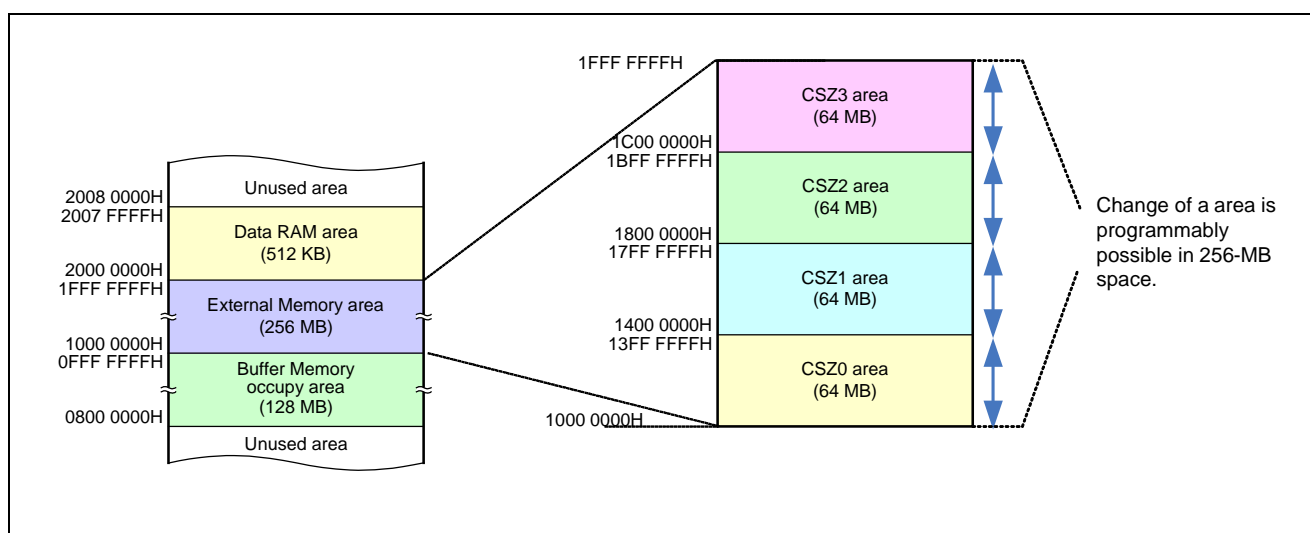 2008 0000H
2007 FFFFH
2000 0000H
1FFF FFFFH
1000 0000H
0FFF FFFFH
0800 0000H
Unused area
Data RAM area
(512 KB)
External Memory area
(256 MB)
Buffer Memory
occupy area
(128 MB)
Unused area
1FFF FFFFH
1C00 0000H
1BFF FFFFH
1800 0000H
17FF FFFFH
1400 0000H
13FF FFFFH
1000 0000H
CSZ3 area
(64 MB)
CSZ2 area
(64 MB)
CSZ1 area
(64 MB)
CSZ0 area
(64 MB)
Change of a area is
programmably
possible in 256-MB
space.